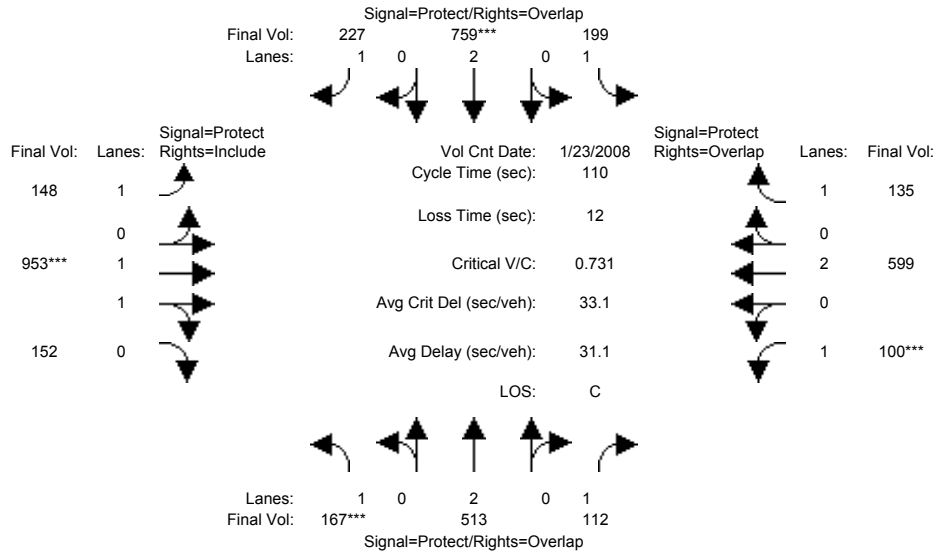 Signal=Protect/Rights=Overlap
Final Vol: 227 759*** 199
Lanes: 1 0 2 0 1
Signal=Protect Signal=Protect
Final Vol: Lanes: Rights=Include Vol Cnt Date: 1/23/2008 Rights=Overlap Lanes: Final Vol:
Cycle Time (sec): 110
148 1 1 135
Loss Time (sec): 12
0 0
953*** 1 Critical V/C: 0.731 2 599
1 Avg Crit Del (sec/veh): 33.1 0
152 0 Avg Delay (sec/veh): 31.1 1 100***
LOS: C
Lanes: 1 0 2 0 1
Final Vol: 167*** 513 112
Signal=Protect/Rights=Overlap